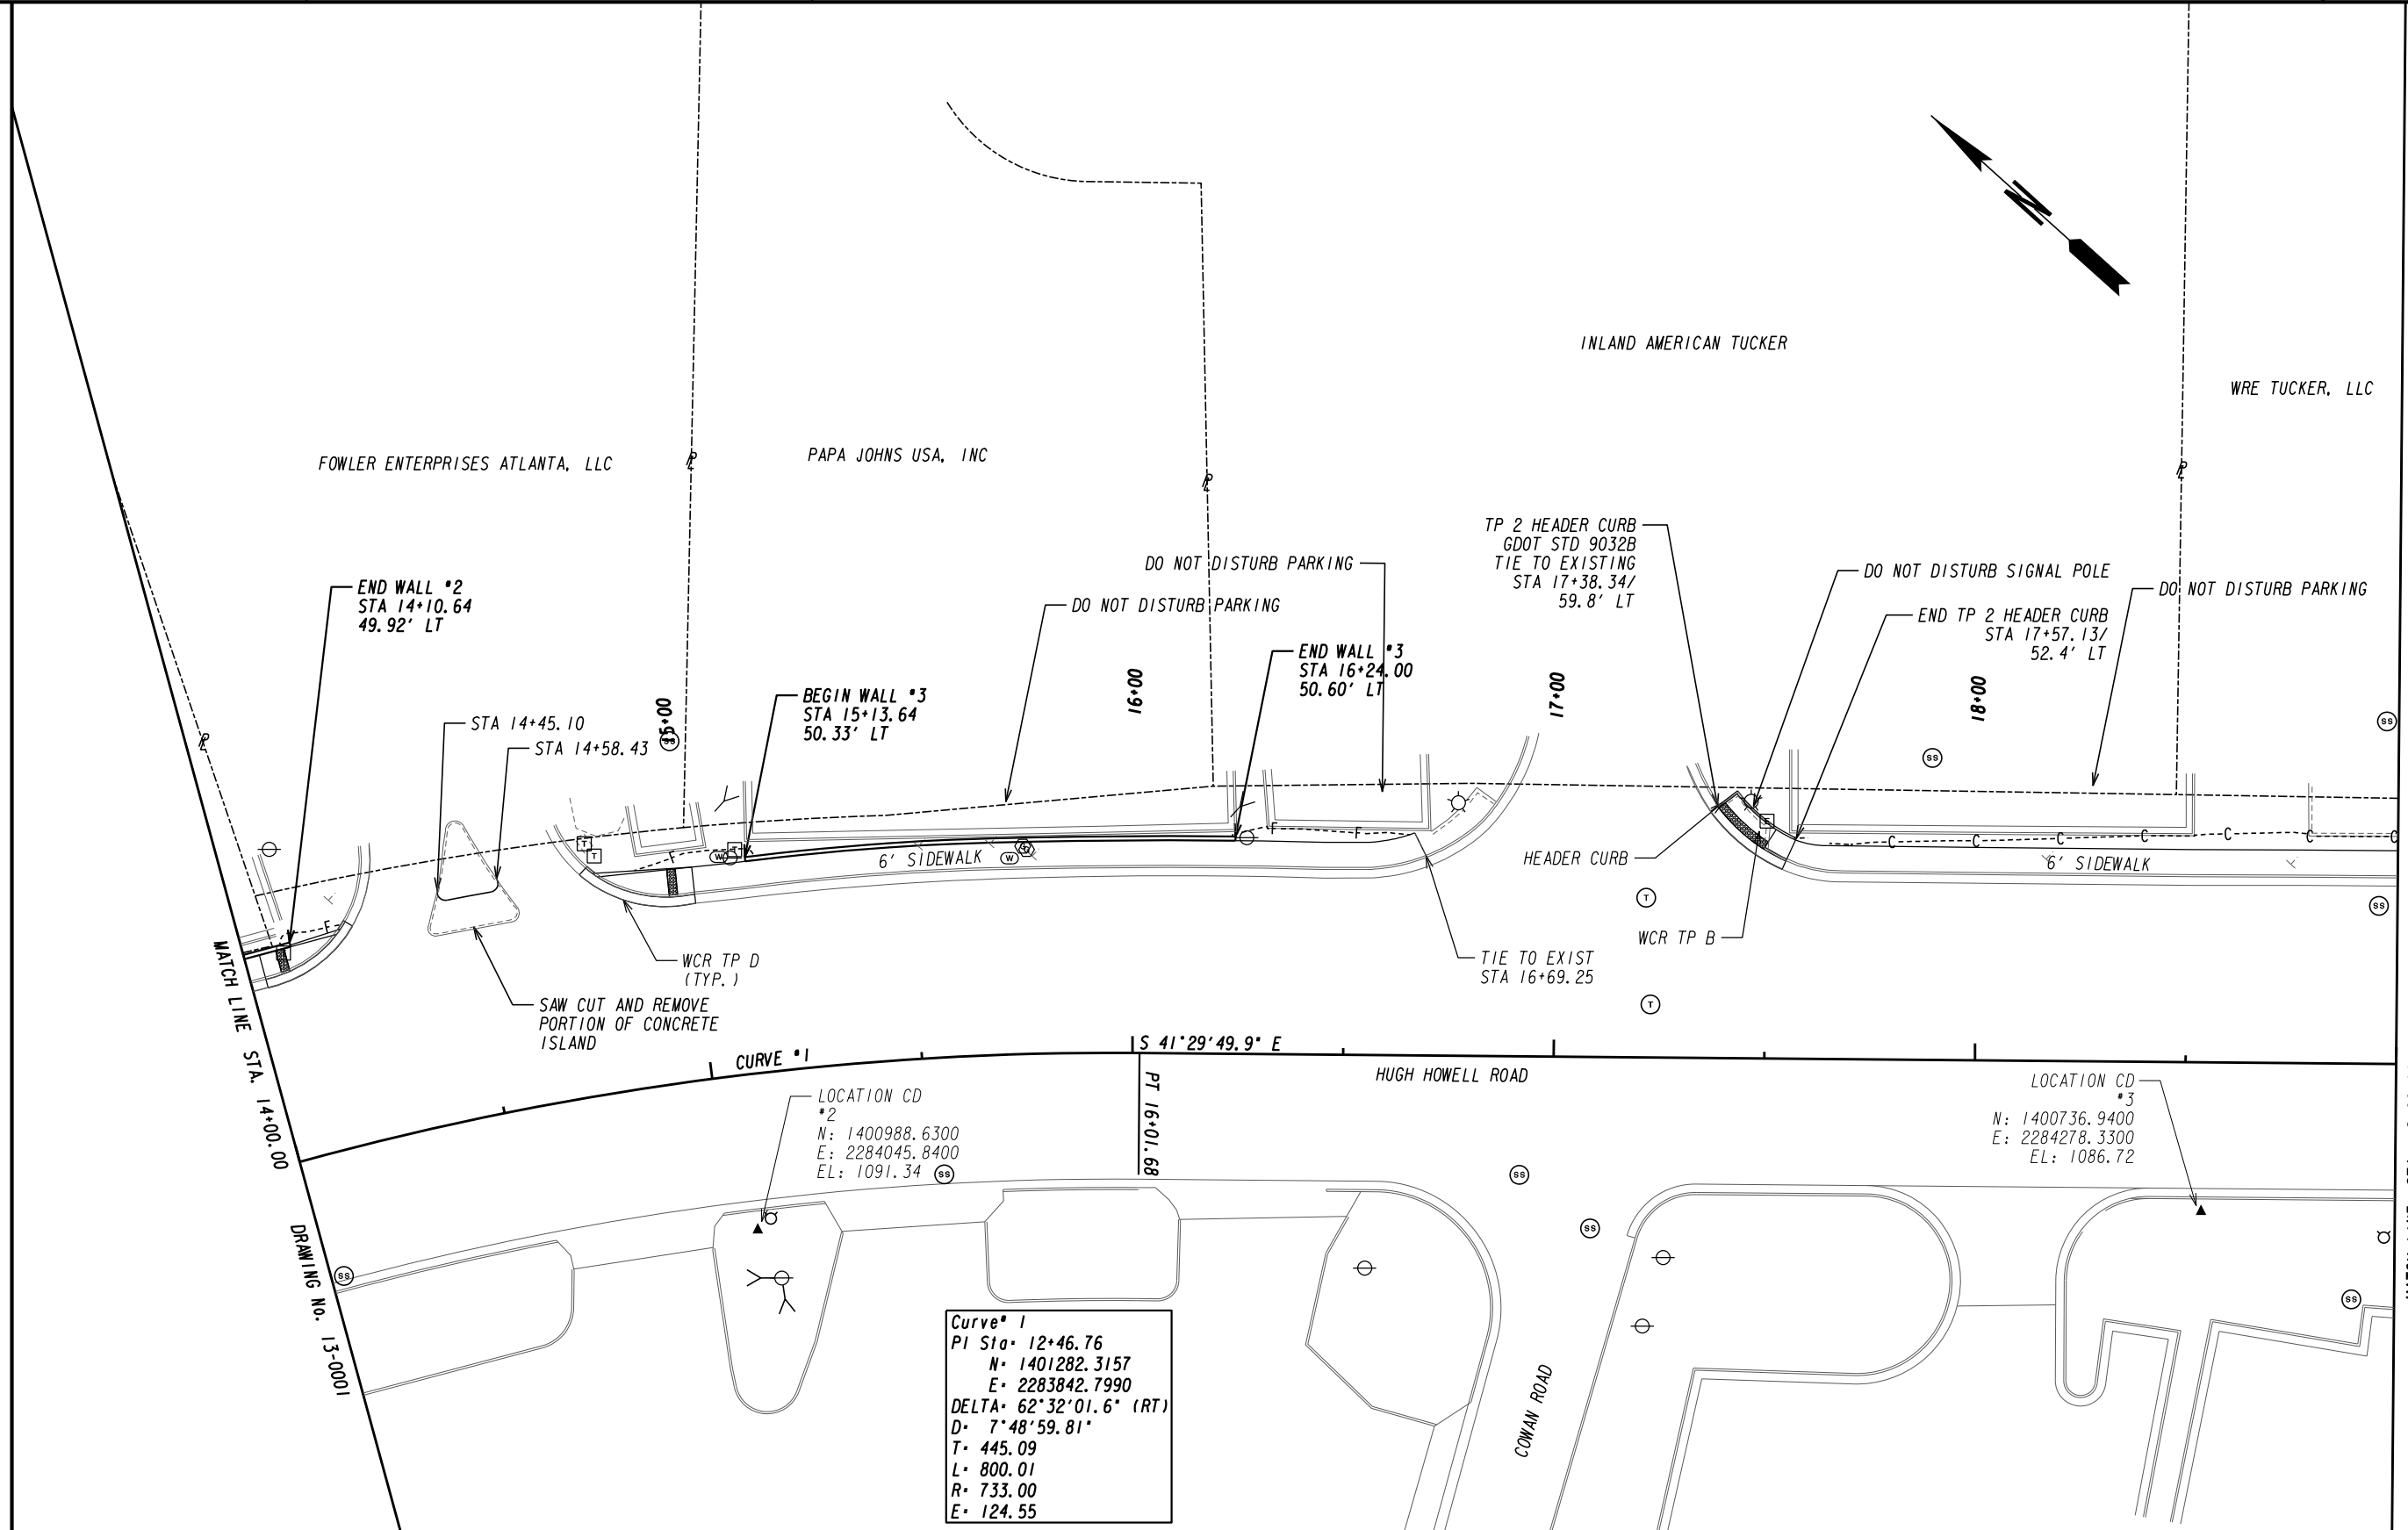 N
INLAND AMERICAN TUCKER
WRE TUCKER, LLC
FOWLER ENTERPRISES ATLANTA, LLC
PAPA JOHNS USA, INC
TP 2 HEADER CURB
GDOT STD 9032B
TIE TO EXISTING
STA 17+38.34/
59.8' LT
DO NOT DISTURB PARKING
DO NOT DISTURB PARKING
DO NOT DISTURB SIGNAL POLE
DO NOT DISTURB PARKING
END TP 2 HEADER CURB
STA 17+57.13/
52.4' LT
END WALL #2
STA 14+10.64
49.92' LT
END WALL #3
STA 16+24.00
50.60' LT
BEGIN WALL #3
STA 15+13.64
50.33' LT
STA 14+45.10
STA 14+58.43
15+00
16+00
17+00
18+00
6' SIDEWALK
6' SIDEWALK
HEADER CURB
WCR TP B
TIE TO EXIST
STA 16+69.25
WCR TP D
(TYP.)
SAW CUT AND REMOVE
PORTION OF CONCRETE
ISLAND
MATCH LINE STA. 14+00.00 DRAWING No. 13-0001
CURVE #1
S 41°29'49.9" E
PT 16+01.68
HUGH HOWELL ROAD
LOCATION CD
#2
N: 1400988.6300
E: 2284045.8400
EL: 1091.34
LOCATION CD
#3
N: 1400736.9400
E: 2284278.3300
EL: 1086.72
COWAN ROAD
Curve# 1
PI Sta= 12+46.76
N= 1401282.3157
E= 2283842.7990
DELTA= 62°32'01.6" (RT)
D= 7°48'59.81"
T= 445.09
L= 800.01
R= 733.00
E= 124.55